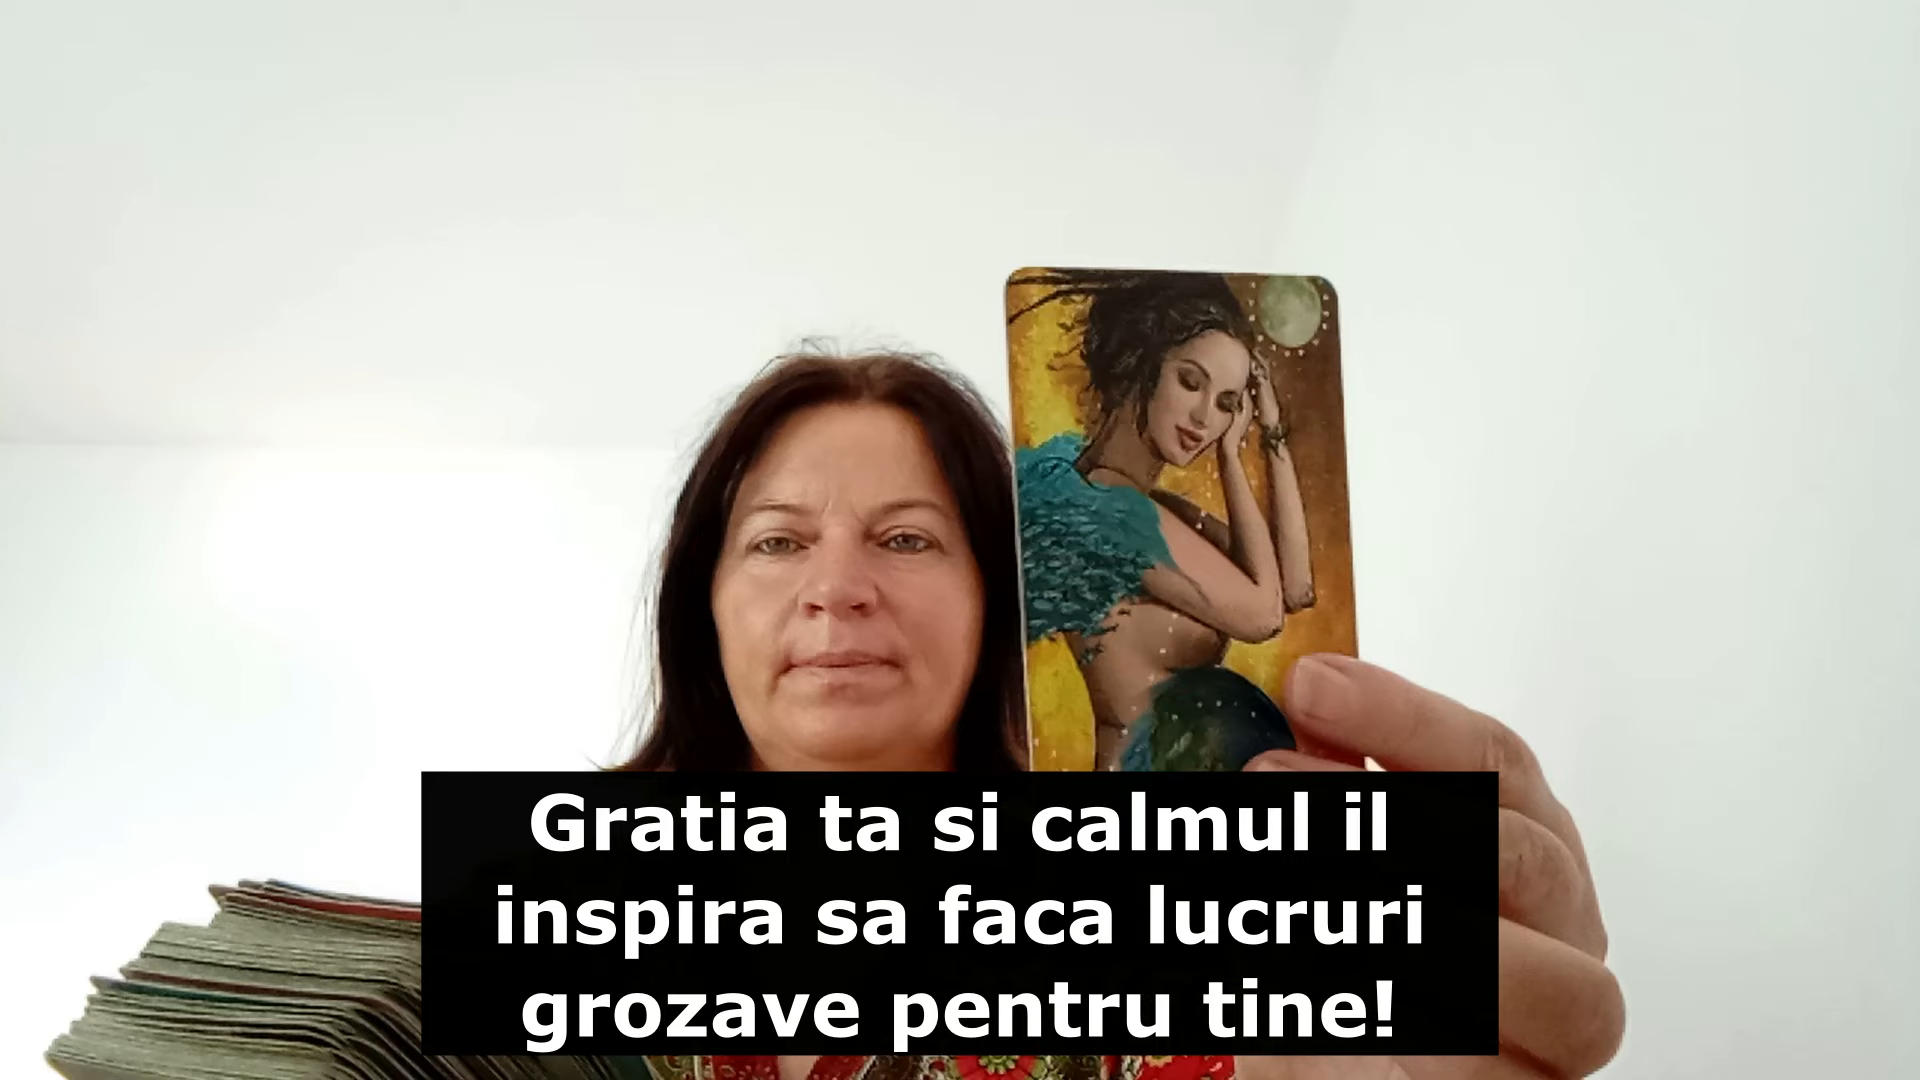 Gratia ta si calmul il
inspira sa faca lucruri
grozave pentru tine!